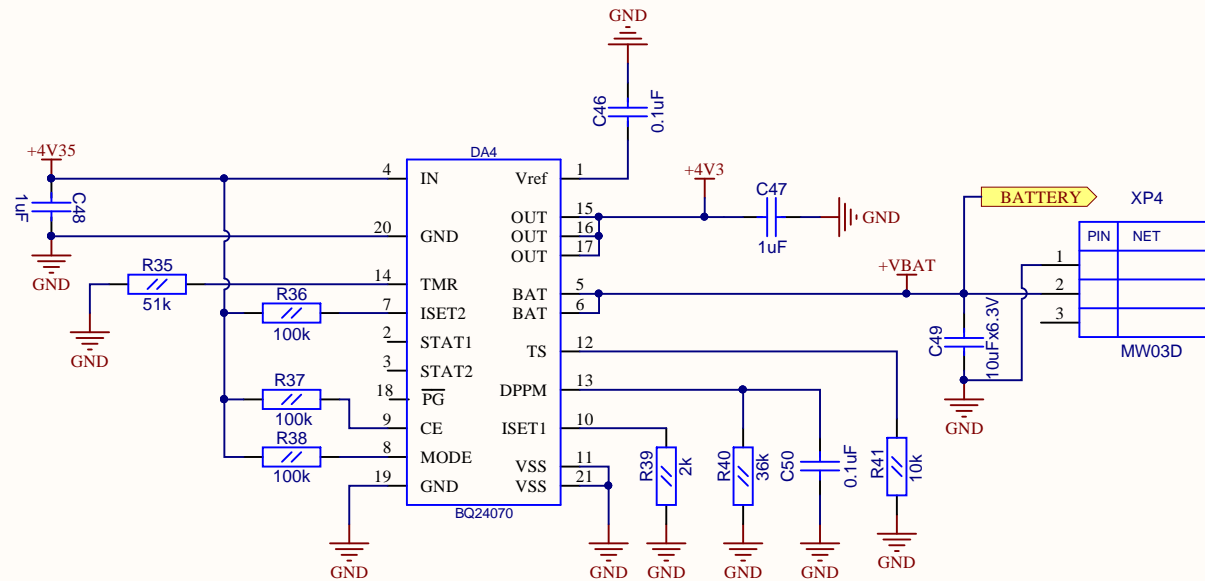 GND
C46
0.1uF
DA4
+4V35
C48
1uF
GND
4
IN
20
GND
R35
51k
GND
14
TMR
R36
100k
7
ISET2
2
STAT1
3
STAT2
18
PG
R37
100k
9
CE
R38
100k
8
MODE
19
GND
GND
BQ24070
Vref
1
OUT
15
OUT
16
OUT
17
+4V3
C47
1uF
GND
BAT
5
BAT
6
+VBAT
BATTERY
XP4
PIN
NET
1
2
3
MW03D
C49
10uFx6.3V
GND
TS
12
DPPM
13
ISET1
10
VSS
11
VSS
21
GND
R39
2k
GND
R40
36k
GND
C50
0.1uF
GND
R41
10k
GND